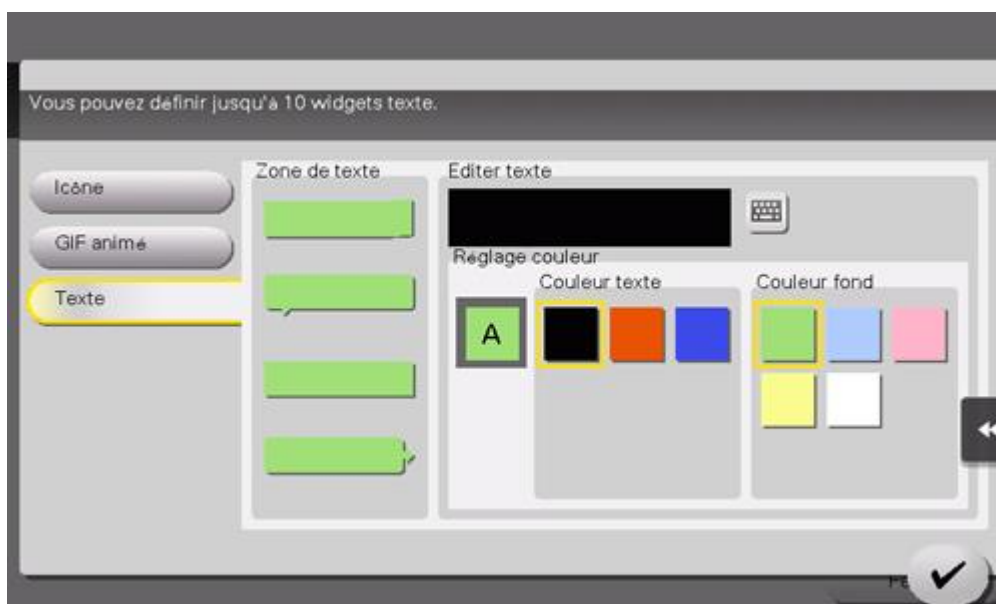 Vous pouvez définir jusqu'à 10 widgets texte.
Icône
GIF animé
Texte
Zone de texte
Editer texte
Réglage couleur
Couleur texte
Couleur fond
A